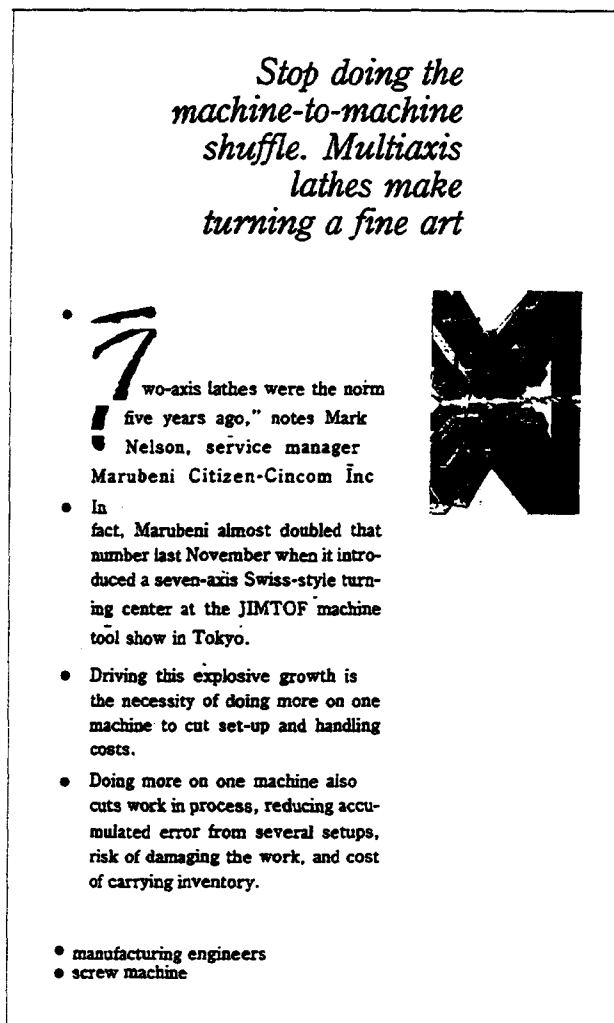 Stop doing the
machine-to-machine
shuffle. Multiaxis
lathes make
turning a fine art
• Two-axis lathes were the norm
five years ago," notes Mark
Nelson, service manager
Marubeni Citizen-Cincom Inc
• In
fact, Marubeni almost doubled that
number last November when it intro-
duced a seven-axis Swiss-style turn-
ing center at the JIMTOF machine
tool show in Tokyo.
• Driving this explosive growth is
the necessity of doing more on one
machine to cut set-up and handling
costs.
• Doing more on one machine also
cuts work in process, reducing accu-
mulated error from several setups,
risk of damaging the work, and cost
of carrying inventory.
• manufacturing engineers
• screw machine